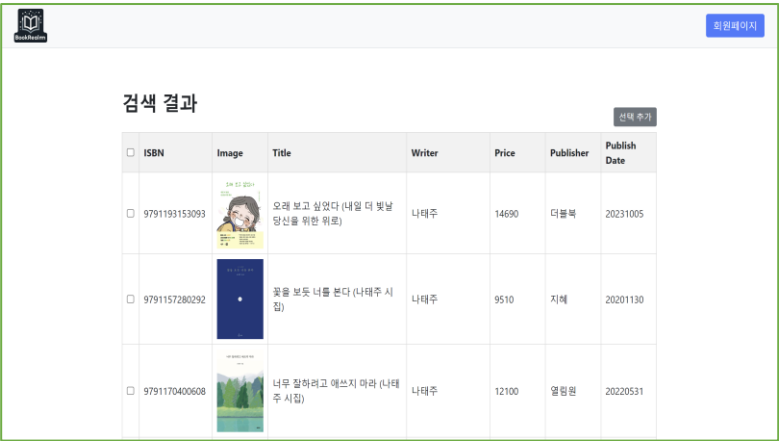 BookRealm
회원페이지
검색 결과
선택 추가
ISBN Image Title Writer Price Publisher Publish
Date
9791193153093 오래 보고 싶었다 (내일 더 빛날
당신을 위한 위로) 나태주 14690 더블북 20231005
9791157280292 꽃을 보듯 너를 본다 (나태주 시
집) 나태주 9510 지혜 20201130
9791170400608 너무 잘하려고 애쓰지 마라 (나태
주 시집) 나태주 12100 열림원 20220531